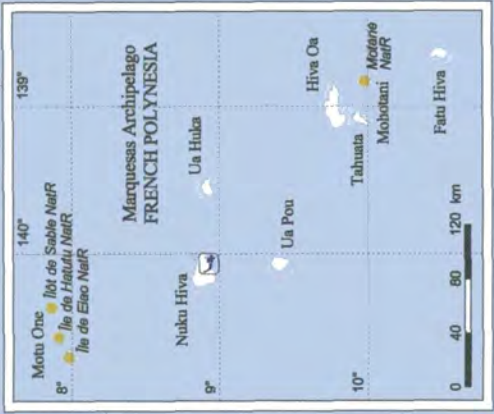 140°
139°
Motu One
Îlôt de Sable NatR
Île de Hatutu NatR
Île de Eiao NatR
8°
Marquesas Archipelago
FRENCH POLYNESIA
Nuku Hiva
Ua Huka
9°
Ua Pou
Hiva Oa
Tahuata
Motane
NatR
Mohotani
10°
Fatu Hiva
0 40 80 120 km